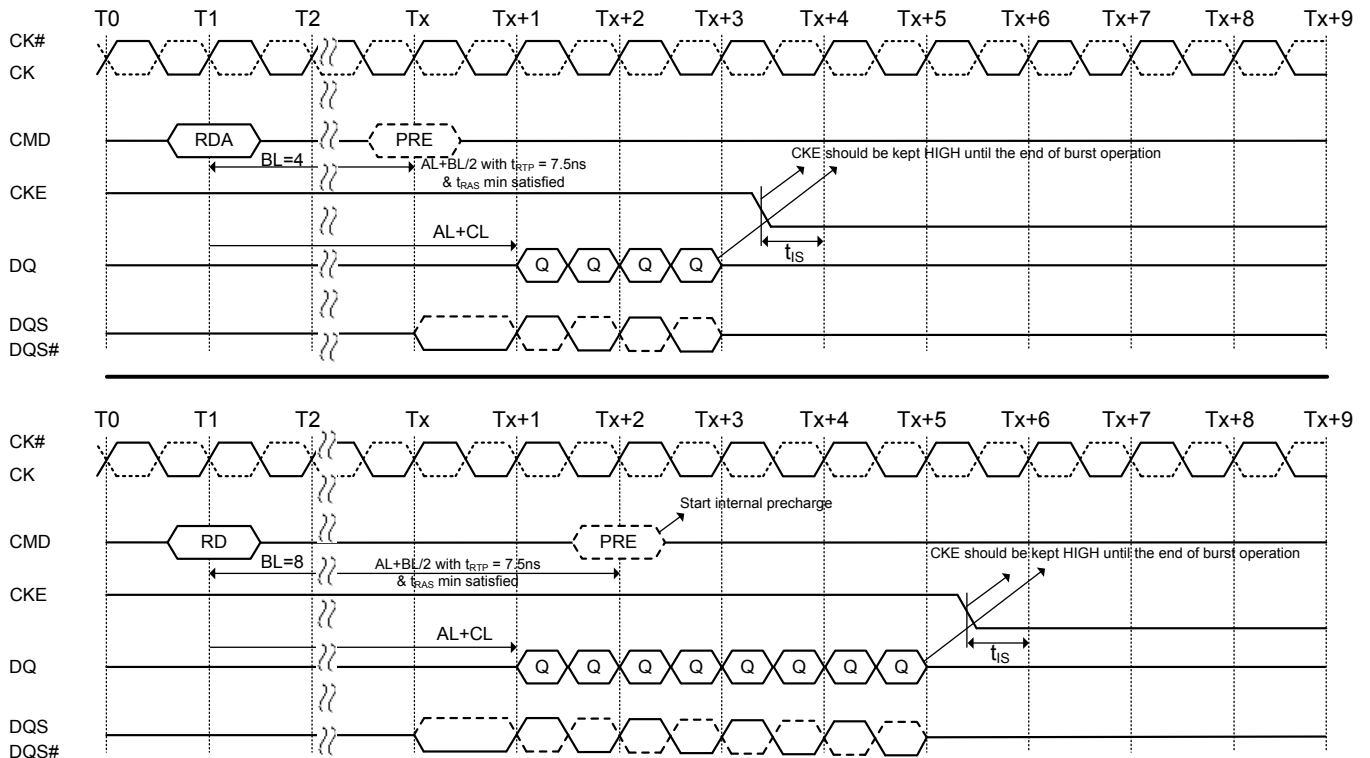 T0 T1 T2 Tx Tx+1 Tx+2 Tx+3 Tx+4 Tx+5 Tx+6 Tx+7 Tx+8 Tx+9
CK#
CK
CMD RDA PRE
BL=4 AL+BL/2 with tRTP = 7.5ns
& tRAS min satisfied
CKE should be kept HIGH until the end of burst operation
CKE
AL+CL
tIS
DQ Q Q Q Q
DQS
DQS#
T0 T1 T2 Tx Tx+1 Tx+2 Tx+3 Tx+4 Tx+5 Tx+6 Tx+7 Tx+8 Tx+9
CK#
CK
Start internal precharge
CMD RD PRE
CKE should be kept HIGH until the end of burst operation
BL=8 AL+BL/2 with tRTP = 7.5ns
& tRAS min satisfied
CKE
AL+CL
tIS
DQ Q Q Q Q Q Q Q Q
DQS
DQS#